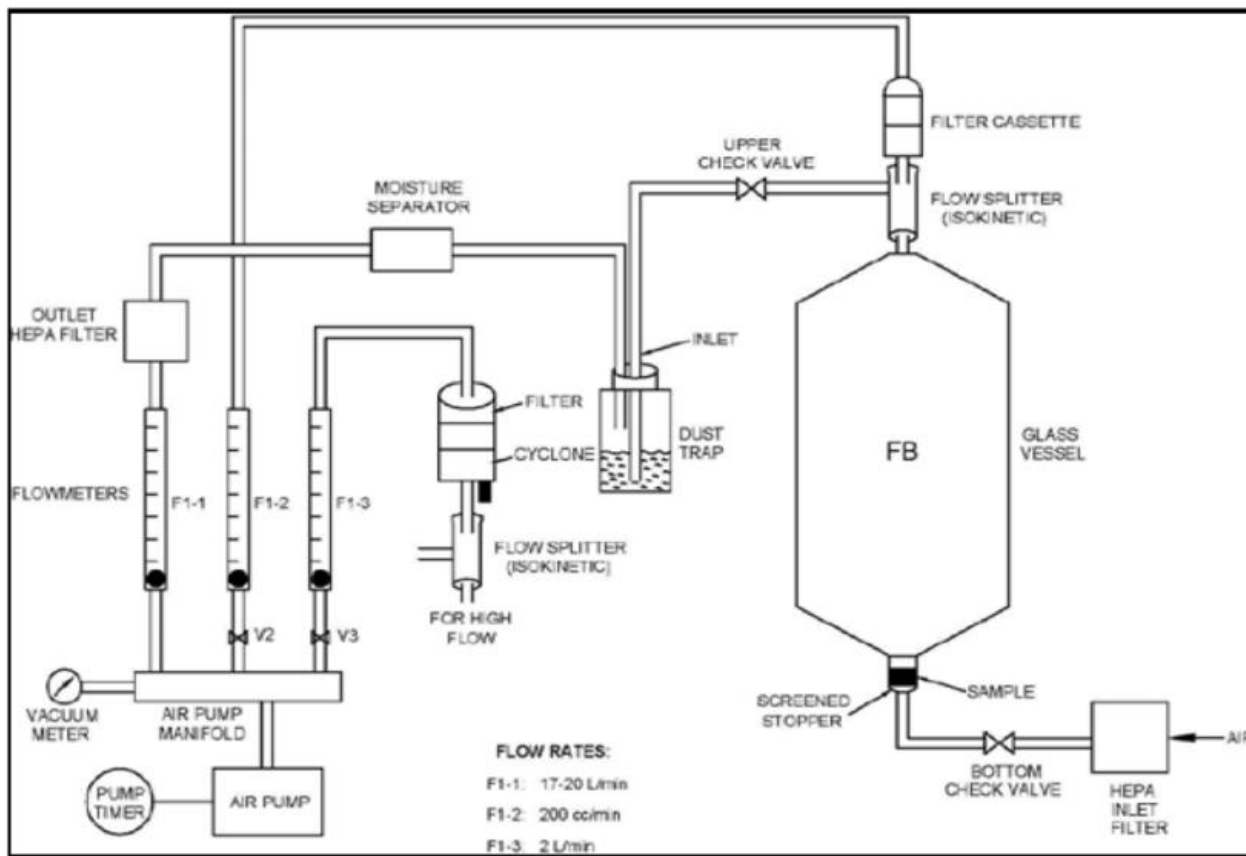 FILTER CASSETTE
UPPER
CHECK VALVE
MOISTURE
SEPARATOR
FLOW SPLITTER
(ISOKINETIC)
OUTLET
HEPA FILTER
INLET
FILTER
DUST
TRAP
CYCLONE
FB
GLASS
VESSEL
FLOWMETERS
F1-1
F1-2
F1-3
FLOW SPLITTER
(ISOKINETIC)
FOR HIGH
FLOW
V2
V3
SAMPLE
SCREENED
STOPPER
VACUUM
METER
AIR PUMP
MANIFOLD
AIR
BOTTOM
CHECK VALVE
HEPA
INLET
FILTER
PUMP
TIMER
AIR PUMP
FLOW RATES:
F1-1: 17-20 L/min
F1-2: 200 cc/min
F1-3: 2 L/min